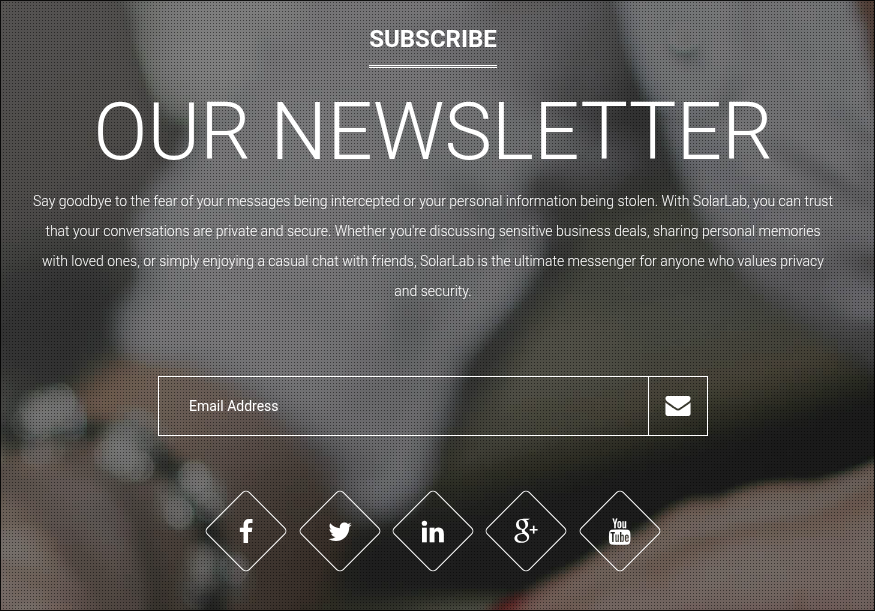 SUBSCRIBE
OUR NEWSLETTER
Say goodbye to the fear of your messages being intercepted or your personal information being stolen. With SolarLab, you can trust
that your conversations are private and secure. Whether you're discussing sensitive business deals, sharing personal memories
with loved ones, or simply enjoying a casual chat with friends, SolarLab is the ultimate messenger for anyone who values privacy
and security.
Email Address
f in g+ You
Tube